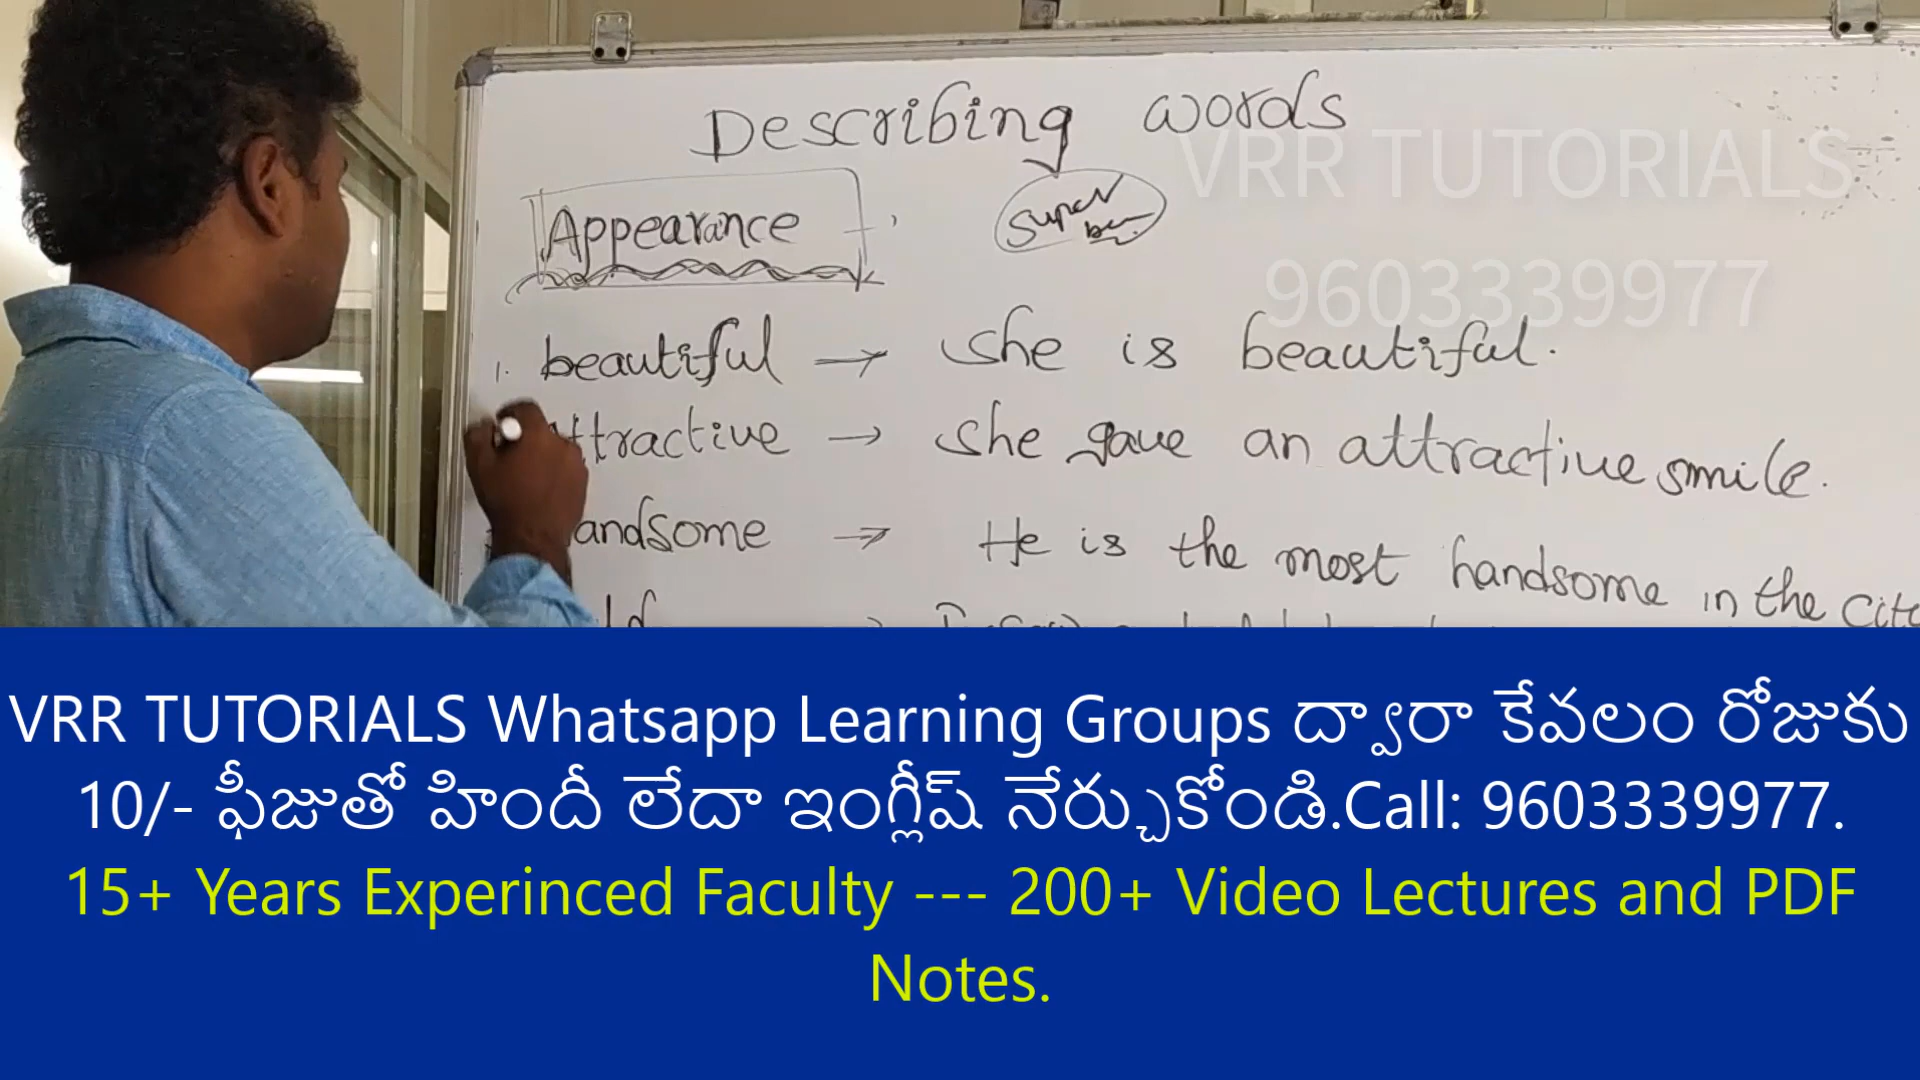 Describing words
VRR TUTORIALS
Appearance
Super
9603339977
1. beautiful → She is beautiful.
attractive → She gave an attractive smile.
handsome → He is the most handsome in the City
VRR TUTORIALS Whatsapp Learning Groups ద్వారా కేవలం రోజుకు
10/- ఫీజుతో హిందీ లేదా ఇంగ్లీష్ నేర్చుకోండి.Call: 9603339977.
15+ Years Experinced Faculty --- 200+ Video Lectures and PDF
Notes.